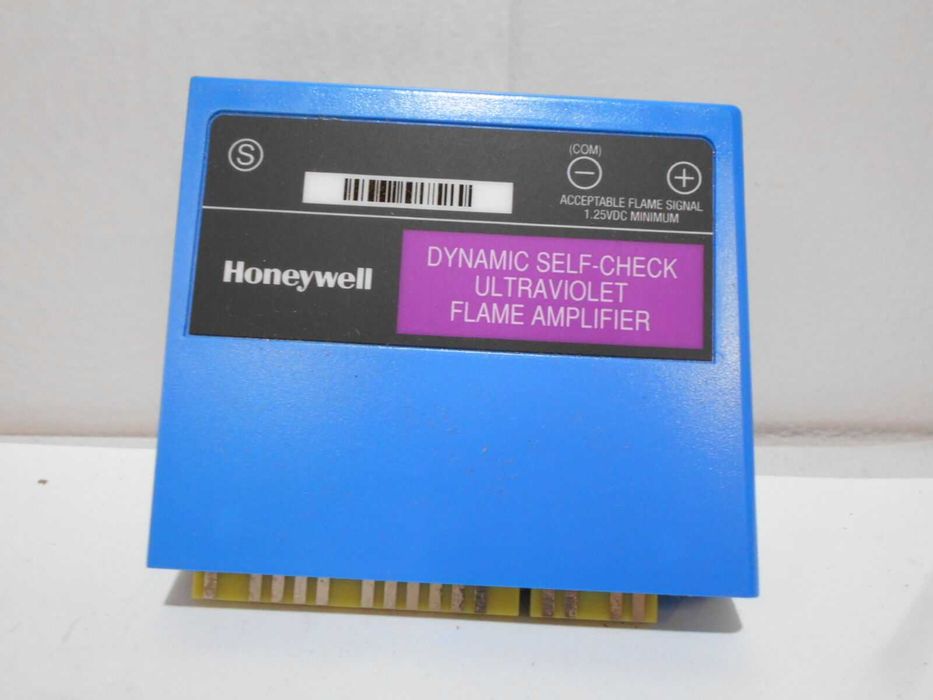 S
(COM)
− +
ACCEPTABLE FLAME SIGNAL
1.25VDC MINIMUM
Honeywell
DYNAMIC SELF-CHECK
ULTRAVIOLET
FLAME AMPLIFIER